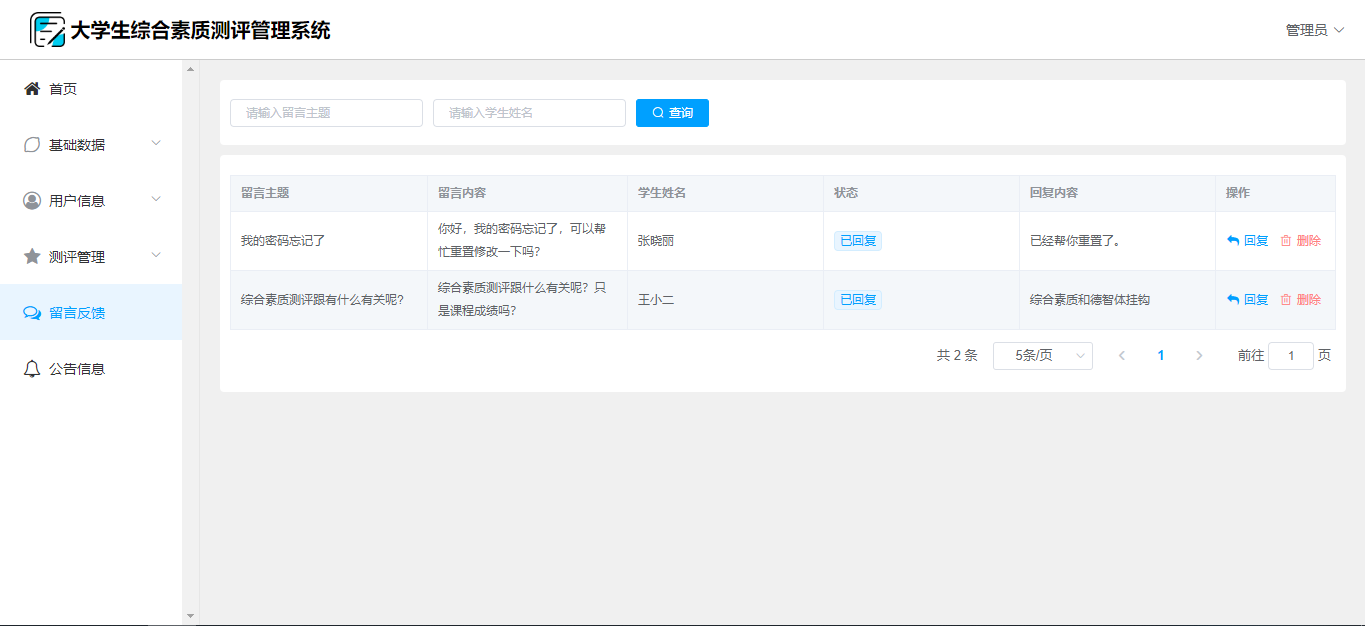 大学生综合素质测评管理系统
管理员
首页
基础数据
用户信息
测评管理
留言反馈
公告信息
请输入留言主题
请输入学生姓名
查询
留言主题 留言内容 学生姓名 状态 回复内容 操作
我的密码忘记了
你好，我的密码忘记了，可以帮
忙重置修改一下吗?
张晓丽
已回复
已经帮你重置了。
回复 删除
综合素质测评跟有什么有关呢?
综合素质测评跟什么有关呢？只
是课程成绩吗?
王小二
已回复
综合素质和德智体挂钩
回复 删除
共 2 条 5条/页 1 前往 1 页